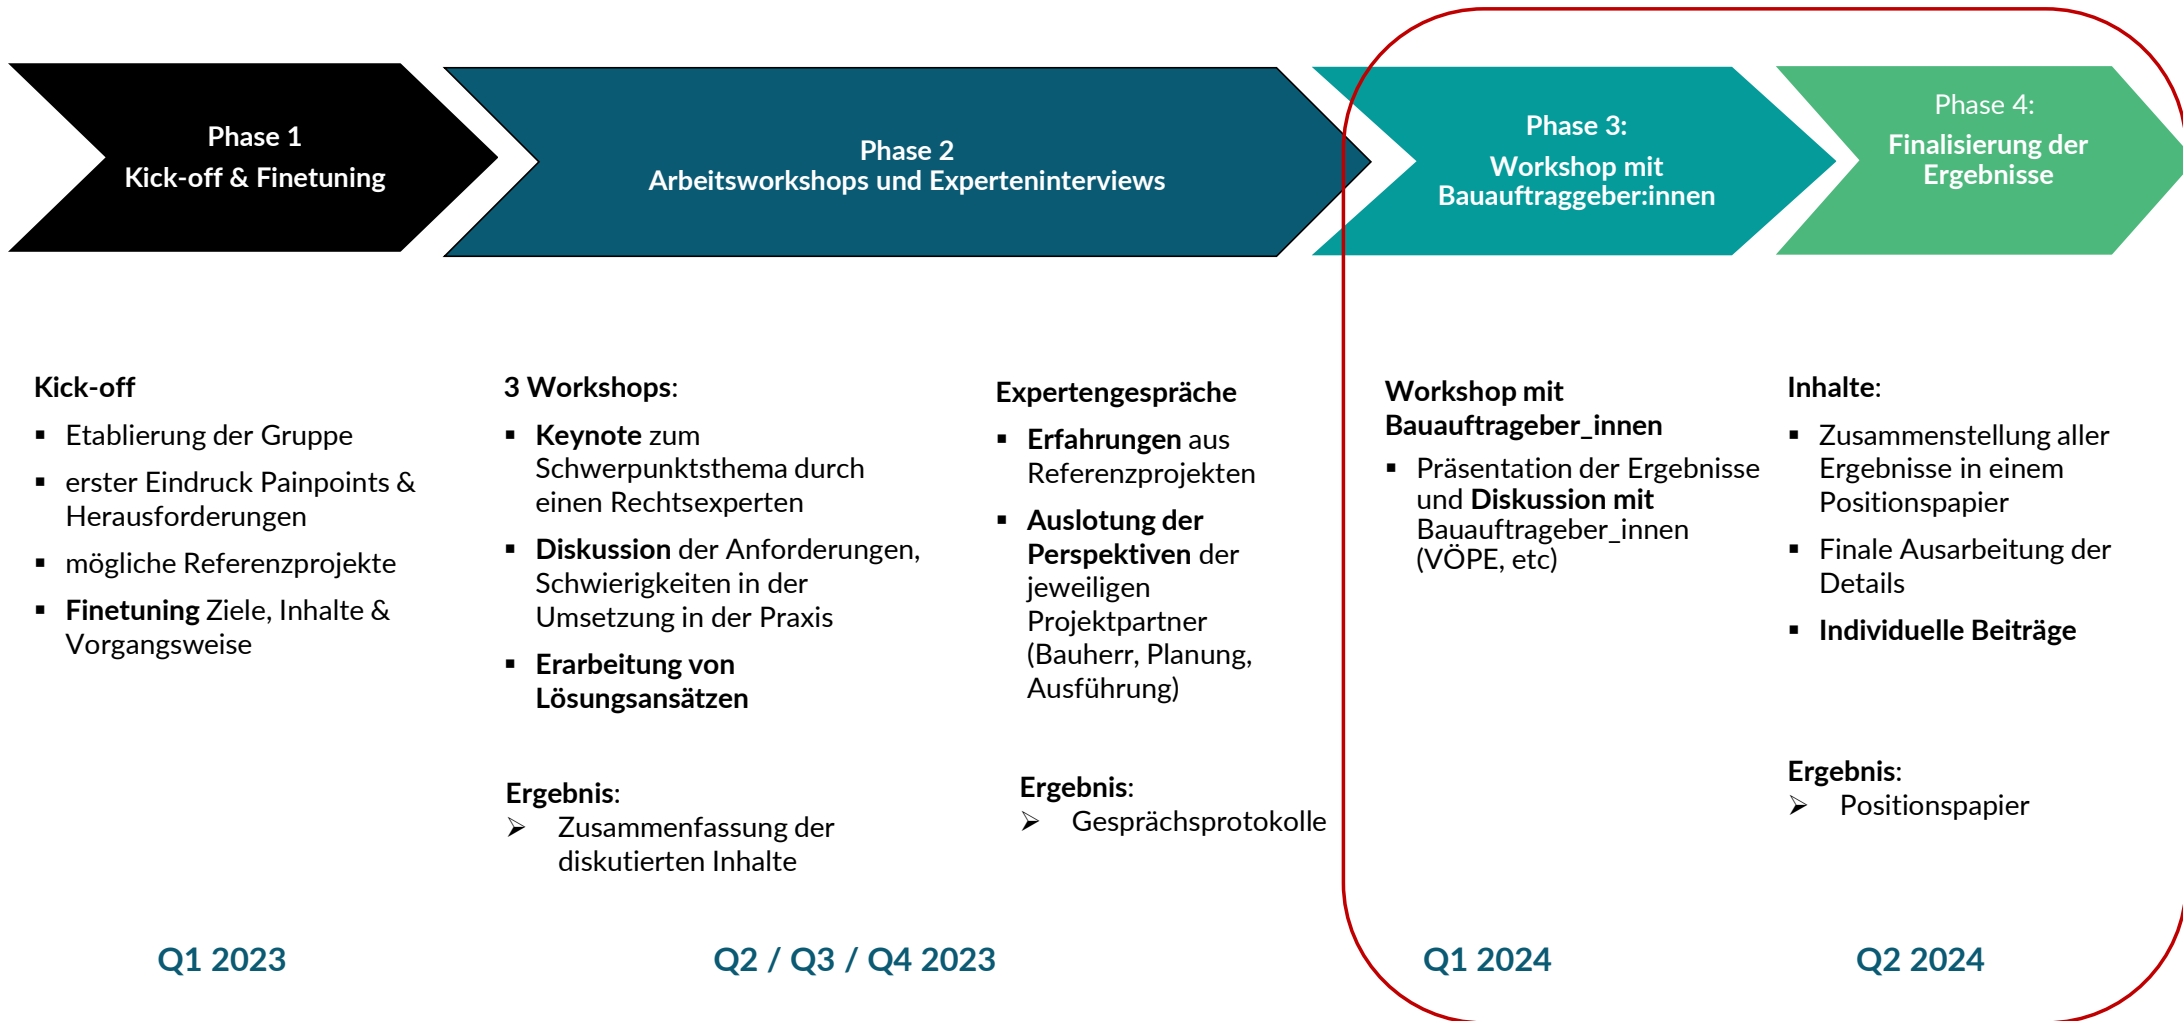 Phase 1
Kick-off & Finetuning
Phase 2
Arbeitsworkshops und Experteninterviews
Phase 3:
Workshop mit
Bauauftraggeber:innen
Phase 4:
Finalisierung der
Ergebnisse
Kick-off
▪ Etablierung der Gruppe
▪ erster Eindruck Painpoints &
Herausforderungen
▪ mögliche Referenzprojekte
▪ Finetuning Ziele, Inhalte &
Vorgangsweise
3 Workshops:
▪ Keynote zum
Schwerpunktsthema durch
einen Rechtsexperten
▪ Diskussion der Anforderungen,
Schwierigkeiten in der
Umsetzung in der Praxis
▪ Erarbeitung von
Lösungsansätzen
Ergebnis:
➢ Zusammenfassung der
diskutierten Inhalte
Expertengespräche
▪ Erfahrungen aus
Referenzprojekten
▪ Auslotung der
Perspektiven der
jeweiligen
Projektpartner
(Bauherr, Planung,
Ausführung)
Ergebnis:
➢ Gesprächsprotokolle
Workshop mit
Bauauftrageber_innen
▪ Präsentation der Ergebnisse
und Diskussion mit
Bauauftrageber_innen
(VÖPE, etc)
Inhalte:
▪ Zusammenstellung aller
Ergebnisse in einem
Positionspapier
▪ Finale Ausarbeitung der
Details
▪ Individuelle Beiträge
Ergebnis:
➢ Positionspapier
Q1 2023
Q2 / Q3 / Q4 2023
Q1 2024
Q2 2024